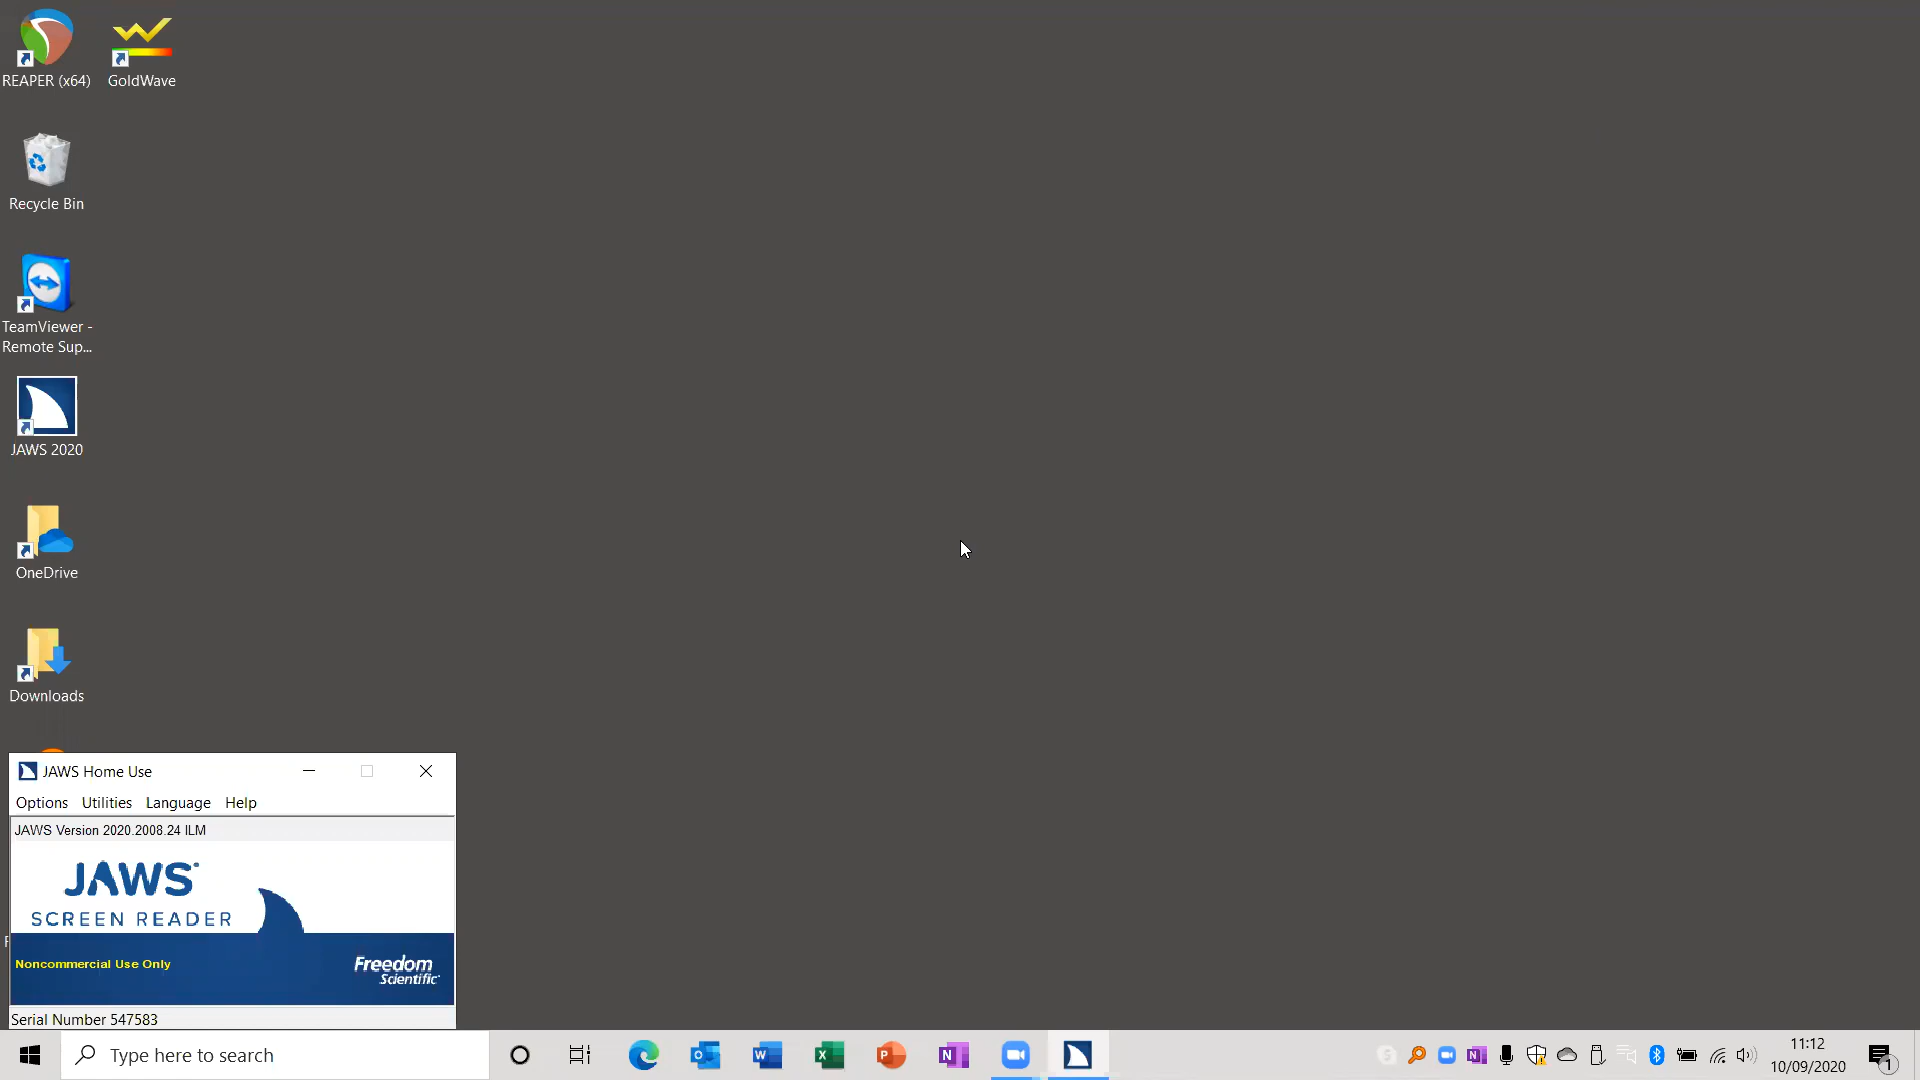 REAPER (x64)
GoldWave
Recycle Bin
TeamViewer -
Remote Sup...
JAWS 2020
OneDrive
Downloads
JAWS Home Use
Options Utilities Language Help
JAWS Version 2020.2008.24 ILM
JAWS
SCREEN READER
Noncommercial Use Only
Freedom
Scientific
Serial Number 547583
Type here to search
11:12
10/09/2020
1